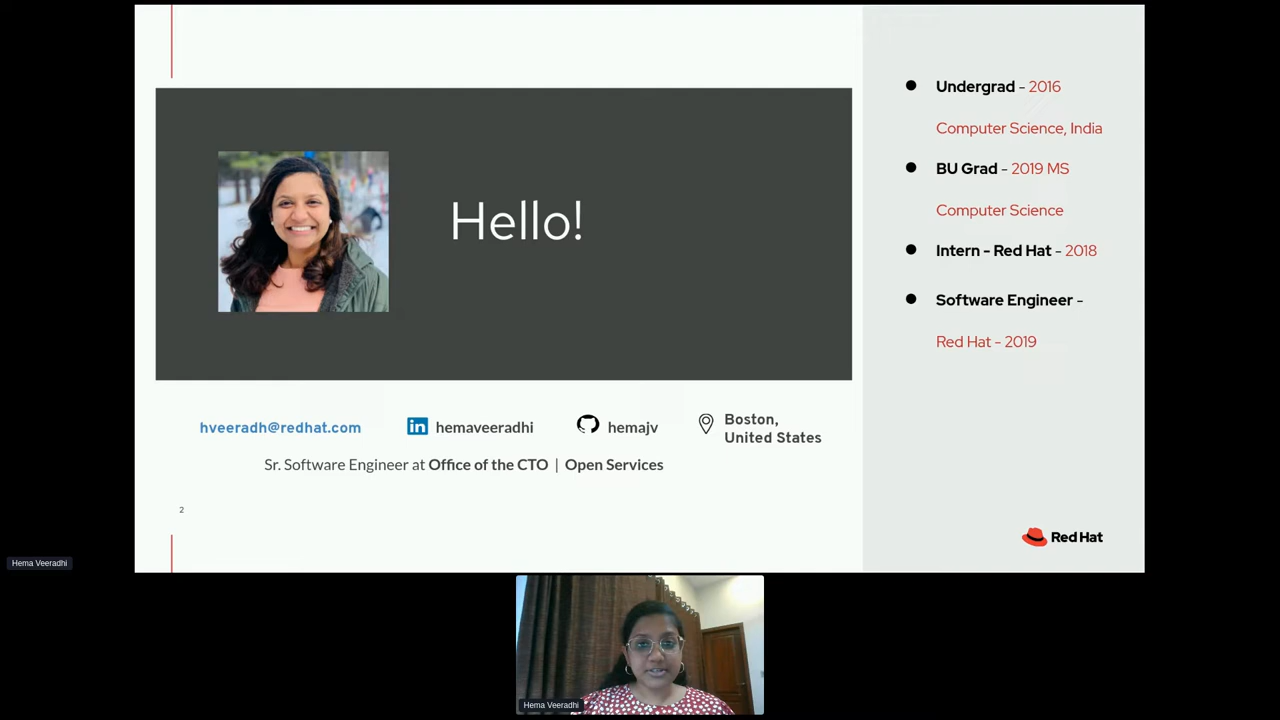 Hello!
Undergrad - 2016
Computer Science, India
BU Grad - 2019 MS
Computer Science
Intern - Red Hat - 2018
Software Engineer -
Red Hat - 2019
hveeradh@redhat.com
in hemaveeradhi
hemajv
Boston,
United States
Sr. Software Engineer at Office of the CTO | Open Services
2
Red Hat
Hema Veeradhi
Hema Veeradhi